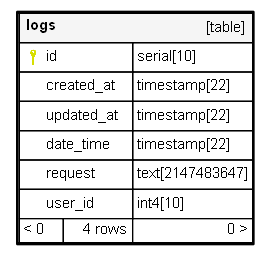 logs [table]
id serial[10]
created_at timestamp[22]
updated_at timestamp[22]
date_time timestamp[22]
request text[2147483647]
user_id int4[10]
< 0 4 rows 0 >